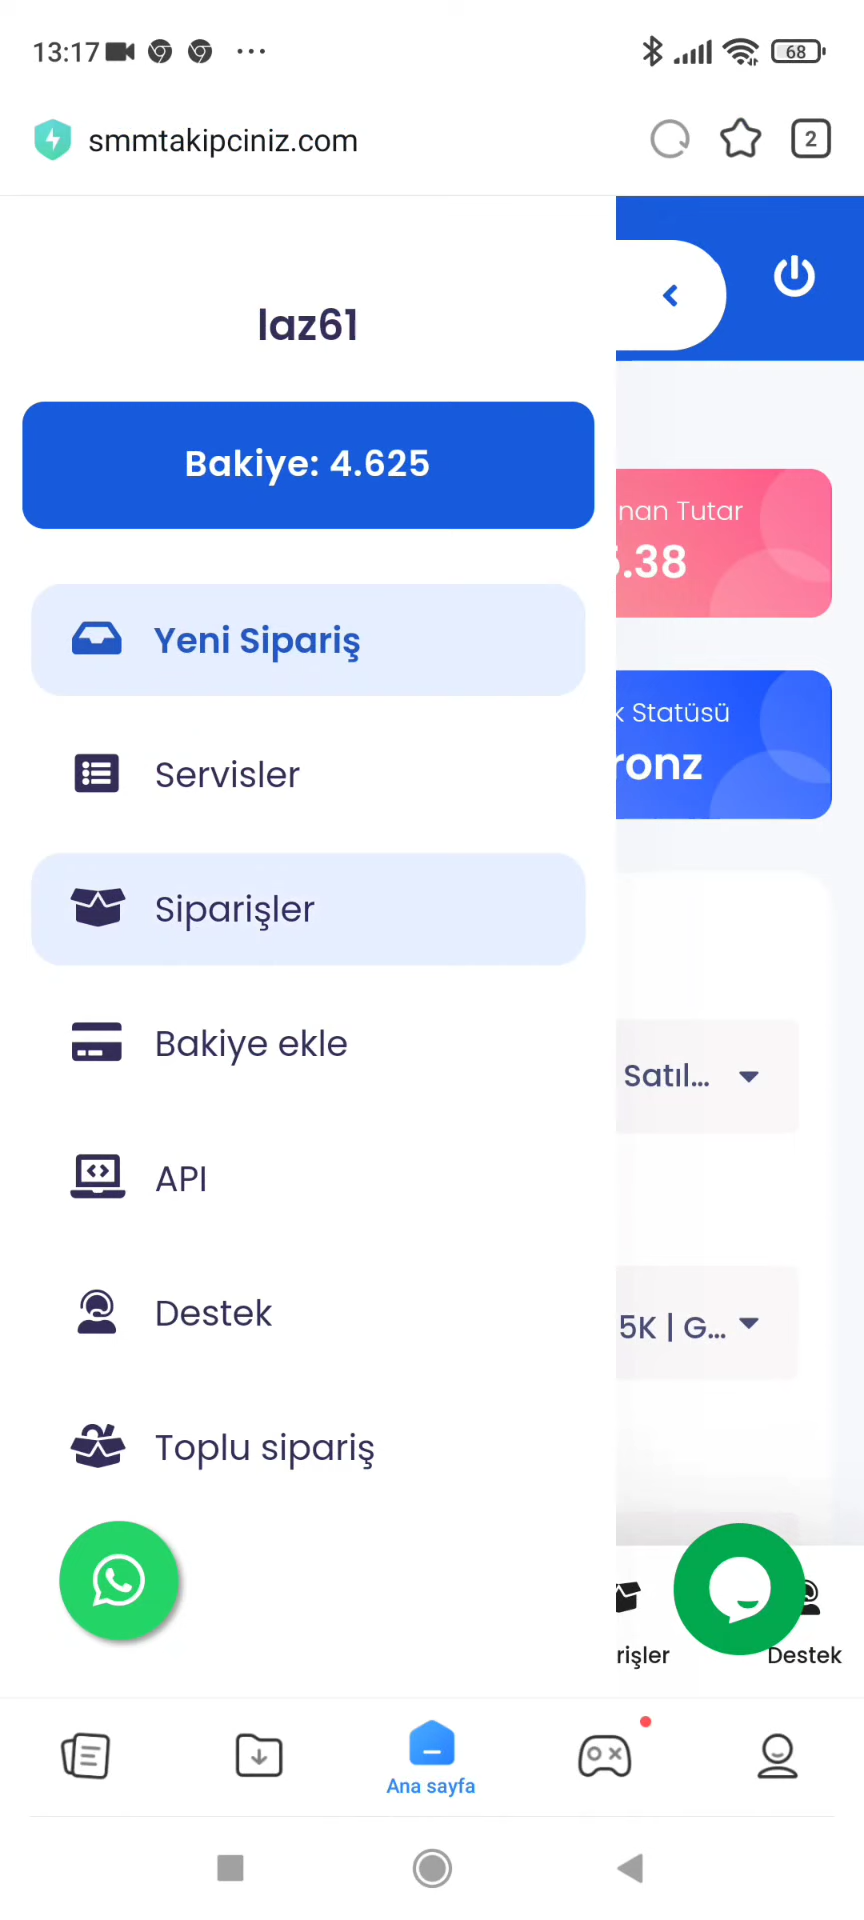 13:17
68
smmtakipciniz.com
2
laz61
Bakiye: 4.625
nan Tutar
.38
Yeni Sipariş
k Statüsü
ronz
Servisler
Siparişler
Bakiye ekle
Satıl...
API
Destek
5K | G...
Toplu sipariş
rişler
Destek
Ana sayfa